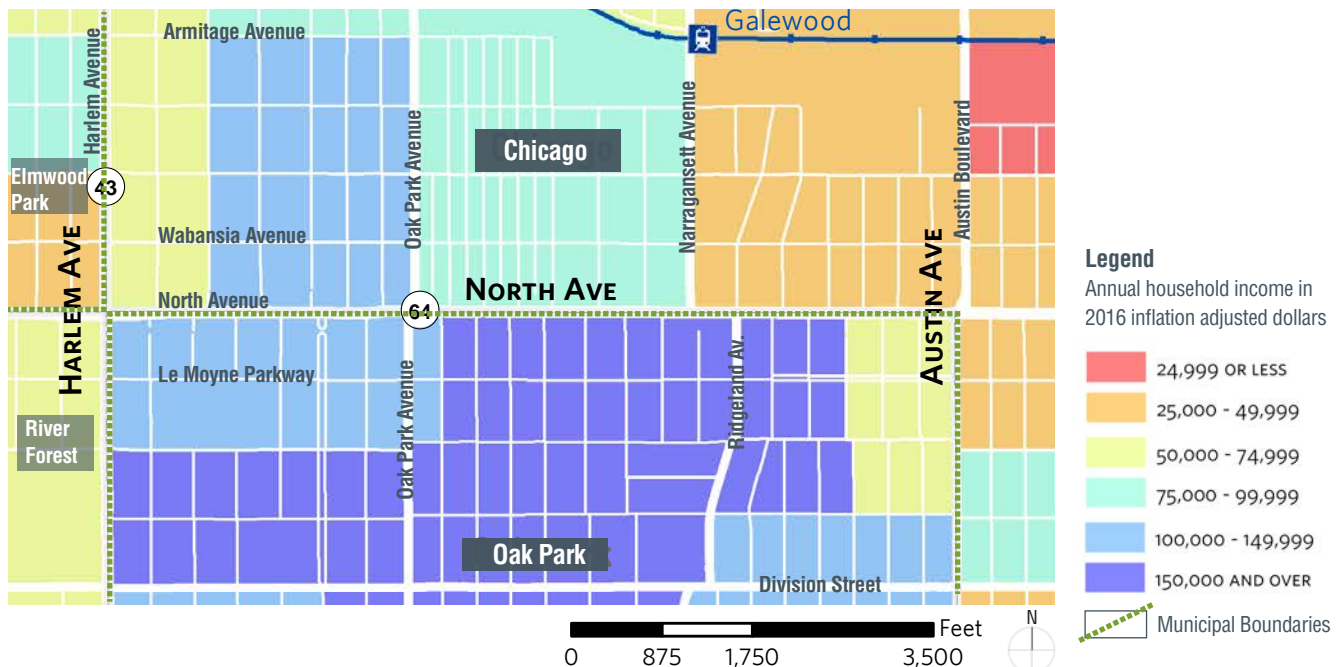 Galewood
Armitage Avenue
Harlem Avenue
Oak Park Avenue
Narragansett Avenue
Austin Boulevard
Chicago
Elmwood
Park
43
Wabansia Avenue
HARLEM AVE
North Avenue
64
NORTH AVE
AUSTIN AVE
Le Moyne Parkway
Ridgeland Av.
River
Forest
Oak Park Avenue
Oak Park
Division Street
Legend
Annual household income in
2016 inflation adjusted dollars
24,999 OR LESS
25,000 - 49,999
50,000 - 74,999
75,000 - 99,999
100,000 - 149,999
150,000 AND OVER
Municipal Boundaries
Feet
0 875 1,750 3,500
N